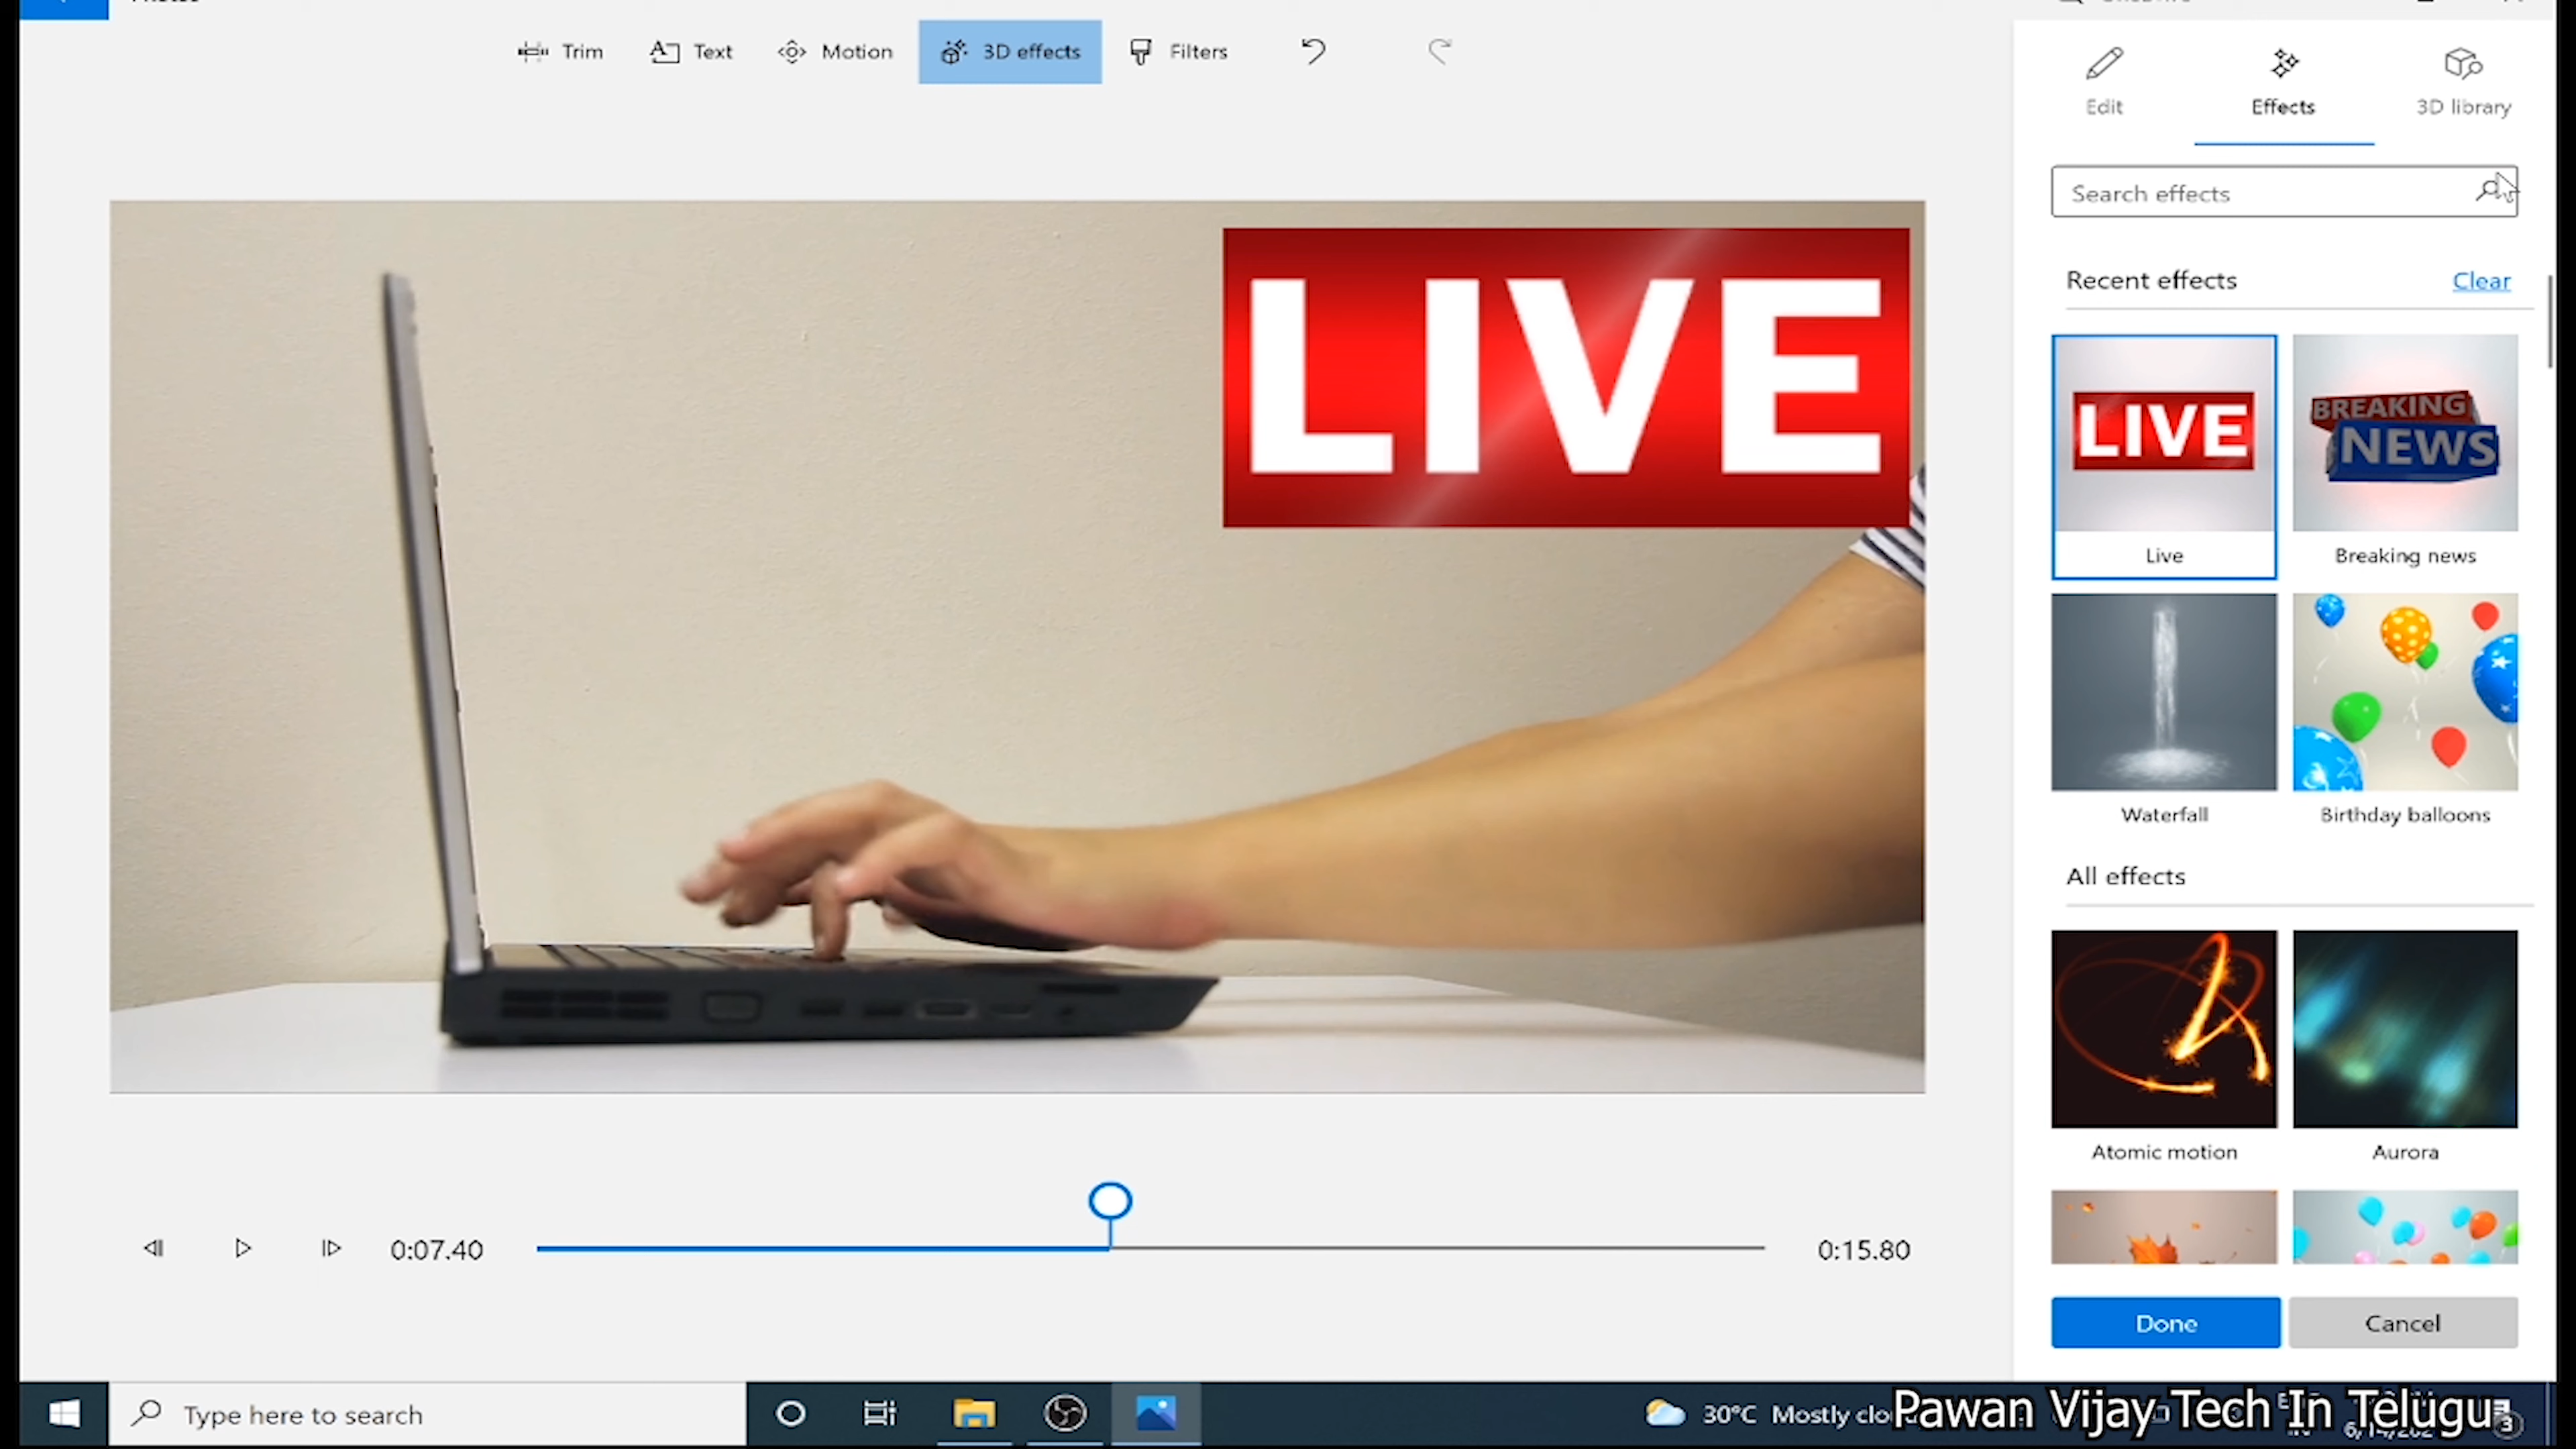 Trim
Text
Motion
3D effects
Filters
Edit
Effects
3D library
Search effects
Recent effects
Clear
LIVE
LIVE
BREAKING
NEWS
Live
Breaking news
Waterfall
Birthday balloons
All effects
Atomic motion
Aurora
0:07.40
0:15.80
Done
Cancel
Type here to search
30°C Mostly
Pawan Vijay Tech In Telugu
3